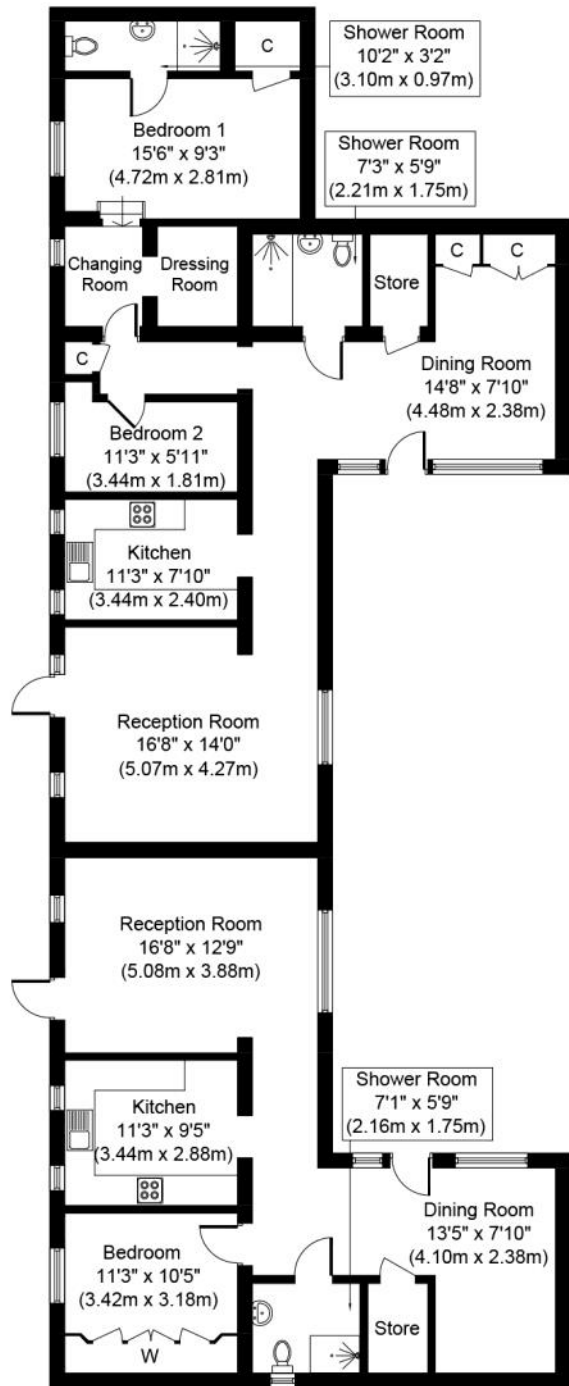 Shower Room
10'2" x 3'2"
(3.10m x 0.97m)
C
Bedroom 1
15'6" x 9'3"
(4.72m x 2.81m)
Shower Room
7'3" x 5'9"
(2.21m x 1.75m)
Changing
Room
Dressing
Room
Store
C
C
C
Dining Room
14'8" x 7'10"
(4.48m x 2.38m)
Bedroom 2
11'3" x 5'11"
(3.44m x 1.81m)
Kitchen
11'3" x 7'10"
(3.44m x 2.40m)
Reception Room
16'8" x 14'0"
(5.07m x 4.27m)
Reception Room
16'8" x 12'9"
(5.08m x 3.88m)
Shower Room
7'1" x 5'9"
(2.16m x 1.75m)
Kitchen
11'3" x 9'5"
(3.44m x 2.88m)
Dining Room
13'5" x 7'10"
(4.10m x 2.38m)
Bedroom
11'3" x 10'5"
(3.42m x 3.18m)
Store
W